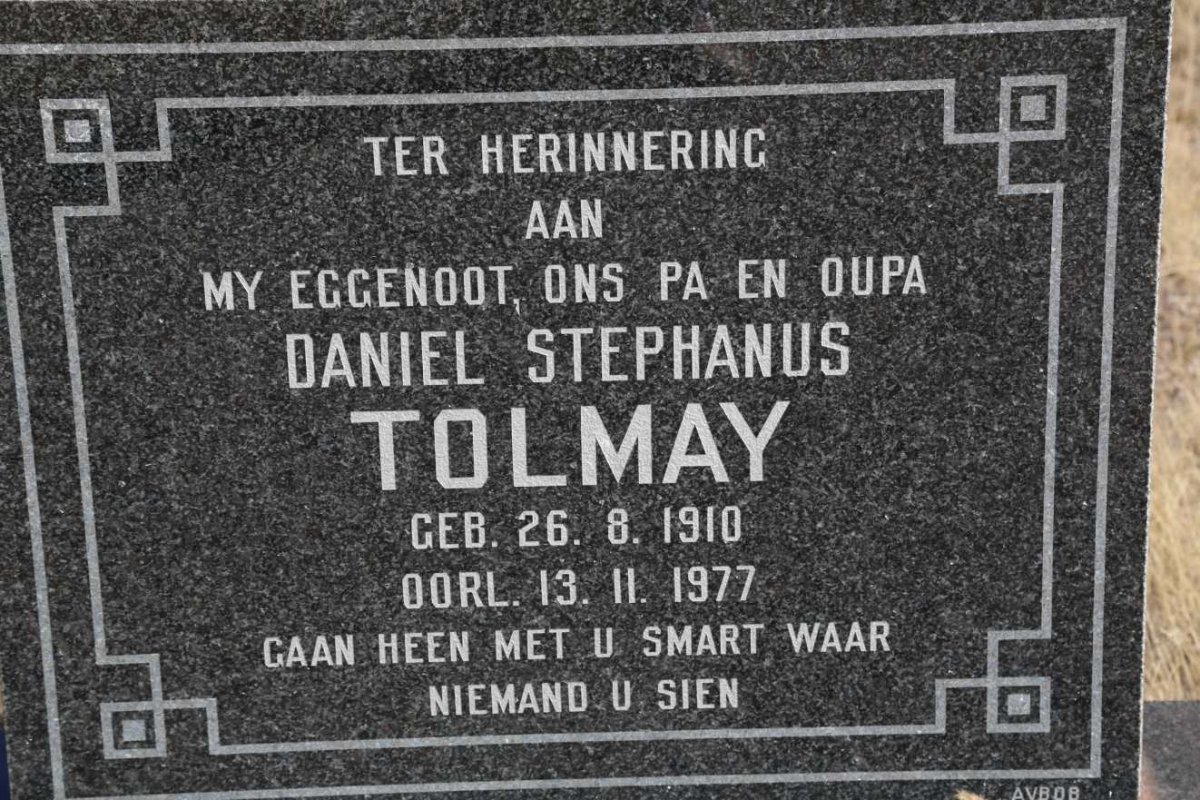 TER HERINNERING
AAN
MY EGGENOOT, ONS PA EN OUPA
DANIEL STEPHANUS
TOLMAY
GEB. 26. 8. 1910
OORL. 13. 11. 1977
GAAN HEEN MET U SMART WAAR
NIEMAND U SIEN
AVBOB